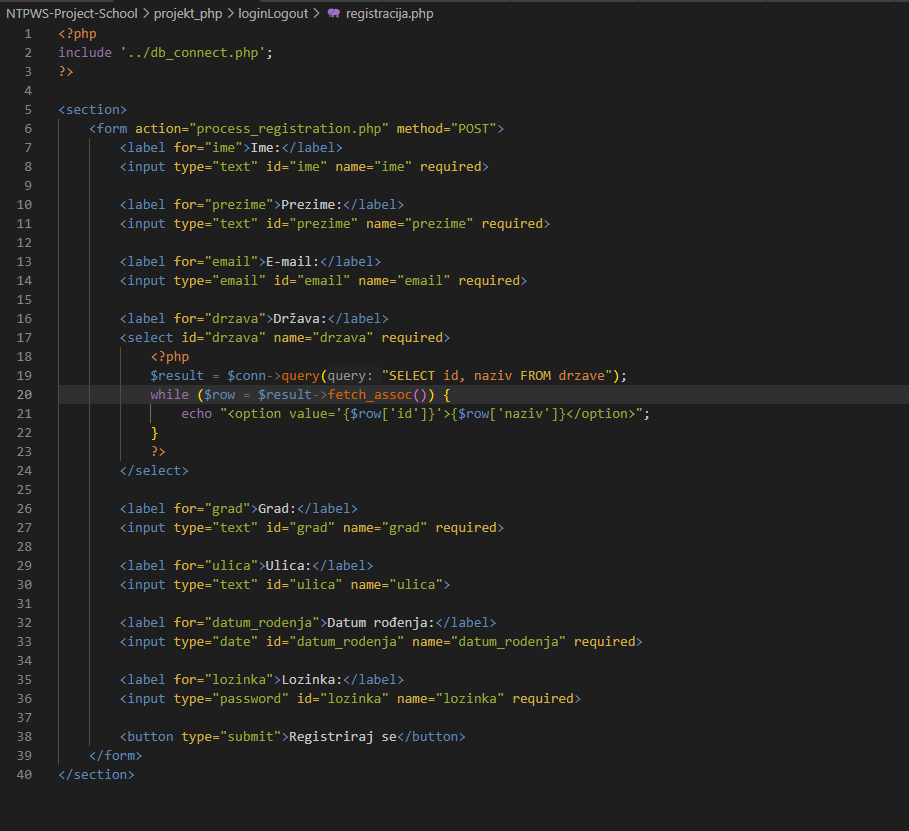 NTPWS-Project-School > projekt_php > loginLogout > registracija.php
1 <?php
2 include '../db_connect.php';
3 ?>
4
5 <section>
6 <form action="process_registration.php" method="POST">
7 <label for="ime">Ime:</label>
8 <input type="text" id="ime" name="ime" required>
9
10 <label for="prezime">Prezime:</label>
11 <input type="text" id="prezime" name="prezime" required>
12
13 <label for="email">E-mail:</label>
14 <input type="email" id="email" name="email" required>
15
16 <label for="drzava">Država:</label>
17 <select id="drzava" name="drzava" required>
18 <?php
19 $result = $conn->query(query: "SELECT id, naziv FROM drzave");
20 while ($row = $result->fetch_assoc()) {
21 echo "<option value='{$row['id']}'>{$row['naziv']}</option>";
22 }
23 ?>
24 </select>
25
26 <label for="grad">Grad:</label>
27 <input type="text" id="grad" name="grad" required>
28
29 <label for="ulica">Ulica:</label>
30 <input type="text" id="ulica" name="ulica">
31
32 <label for="datum_rodenja">Datum rođenja:</label>
33 <input type="date" id="datum_rodenja" name="datum_rodenja" required>
34
35 <label for="lozinka">Lozinka:</label>
36 <input type="password" id="lozinka" name="lozinka" required>
37
38 <button type="submit">Registriraj se</button>
39 </form>
40 </section>